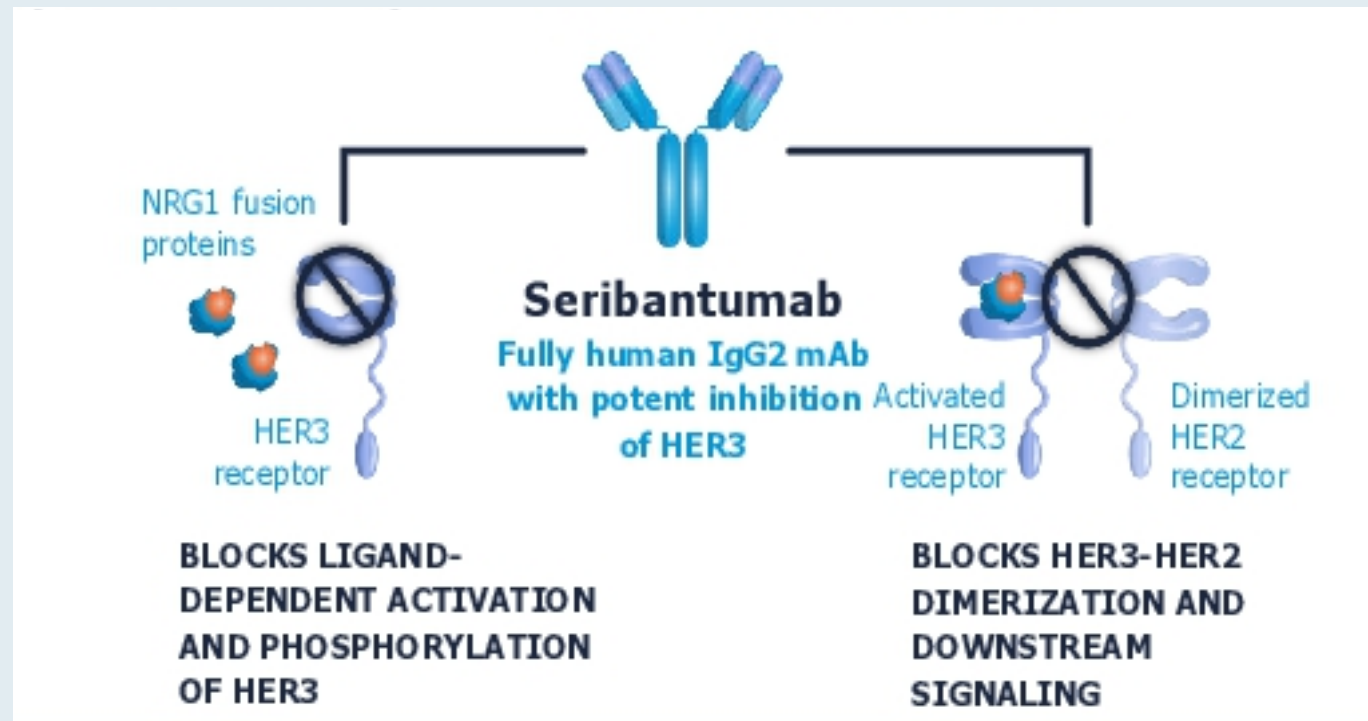 NRG1 fusion
proteins
HER3
receptor
Seribantumab
Fully human IgG2 mAb
with potent inhibition
of HER3
Activated
HER3
receptor
Dimerized
HER2
receptor
BLOCKS LIGAND-
DEPENDENT ACTIVATION
AND PHOSPHORYLATION
OF HER3
BLOCKS HER3-HER2
DIMERIZATION AND
DOWNSTREAM
SIGNALING